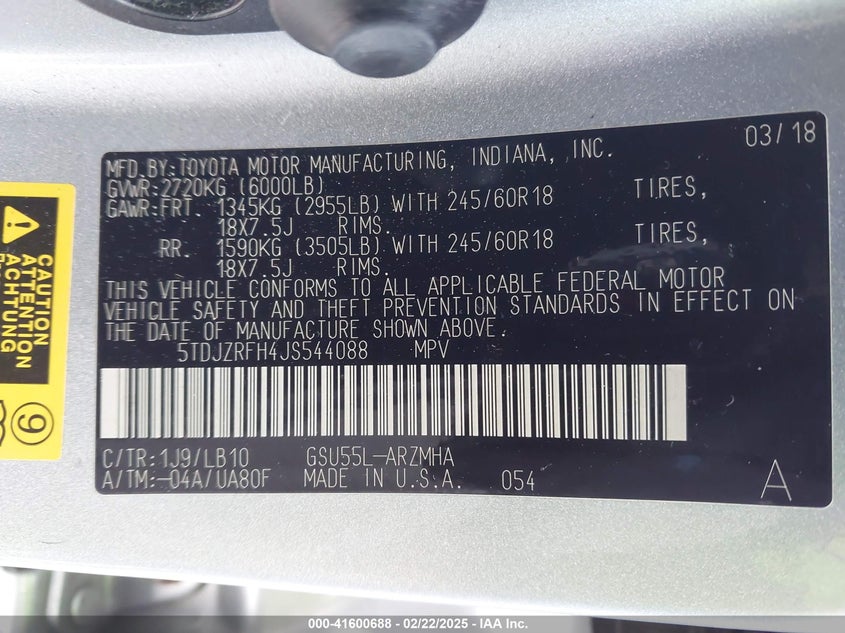 03/18
MFD.BY:TOYOTA MOTOR MANUFACTURING, INDIANA, INC.
GVWR:2720KG (6000LB)
GAWR:FRT. 1345KG (2955LB) WITH 245/60R18 TIRES,
18X7.5J RIMS.
RR. 1590KG (3505LB) WITH 245/60R18 TIRES,
18X7.5J RIMS.
THIS VEHICLE CONFORMS TO ALL APPLICABLE FEDERAL MOTOR
VEHICLE SAFETY AND THEFT PREVENTION STANDARDS IN EFFECT ON
THE DATE OF MANUFACTURE SHOWN ABOVE.
5TDJZRFH4JS544088 MPV
C/TR:1J9/LB10 GSU55L-ARZMHA
A/TM:-04A/UA80F MADE IN U.S.A. 054 A
CAUTION
ATTENTION
ACHTUNG
9
000-41600688 - 02/22/2025 - IAA Inc.